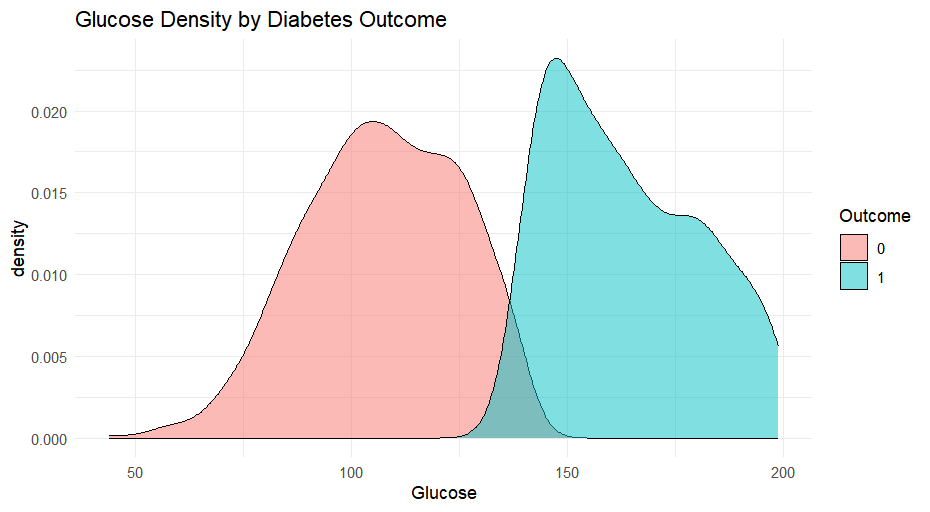 Glucose Density by Diabetes Outcome
density
0.020
0.015
0.010
0.005
0.000
50 100 150 200
Glucose
Outcome
0
1